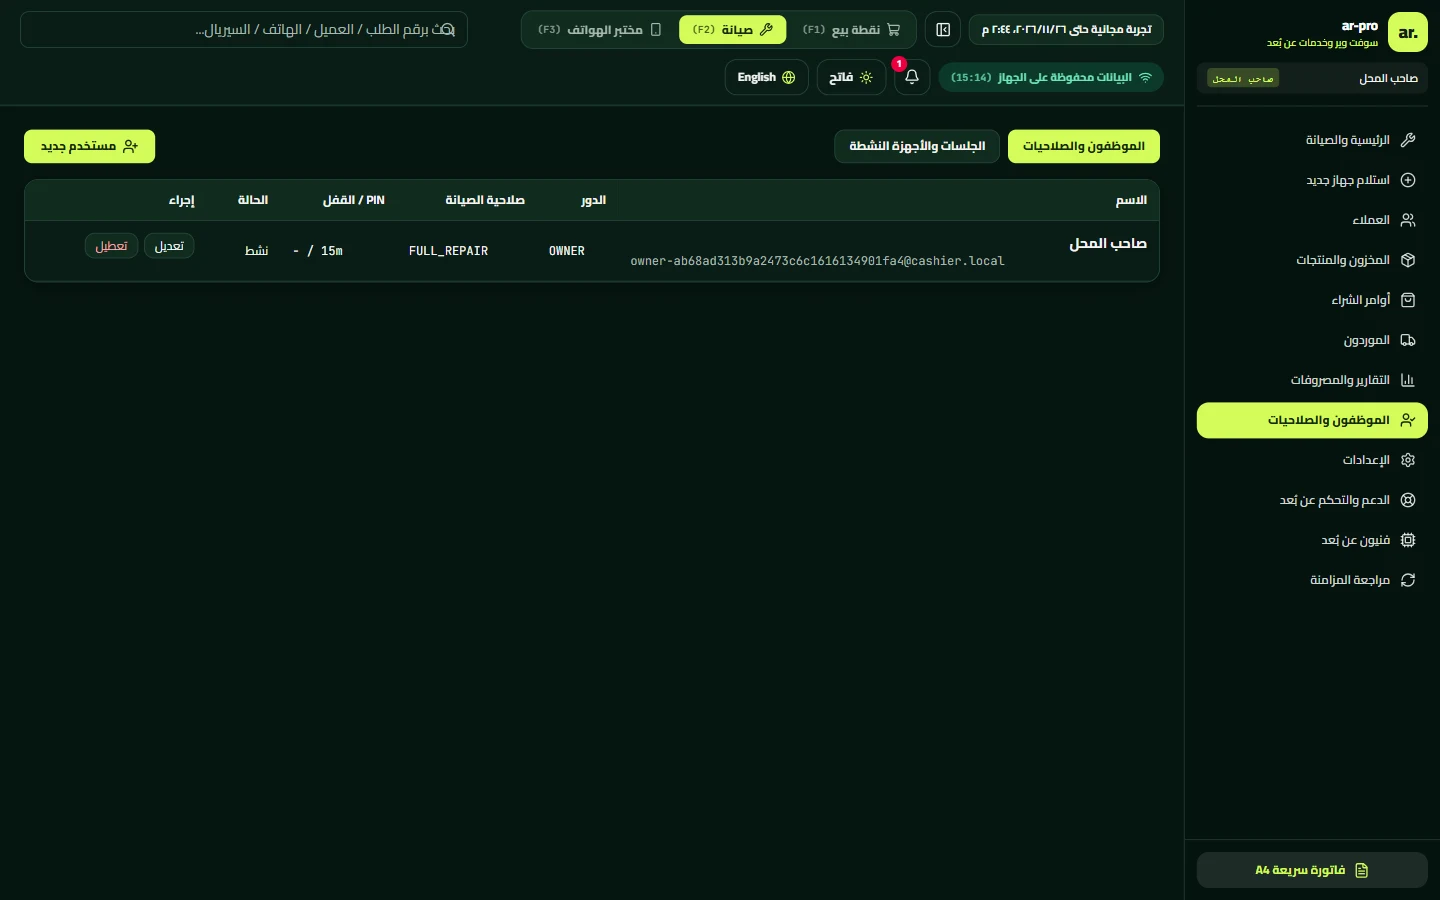 ar.
ar-pro
سوفت وير وخدمات عن بُعد
صاحب المحل
صاحب المحل
الرئيسية والصيانة
استلام جهاز جديد
العملاء
المخزون والمنتجات
أوامر الشراء
الموردون
التقارير والمصروفات
الموظفون والصلاحيات
الإعدادات
الدعم والتحكم عن بُعد
فنيون عن بُعد
مراجعة المزامنة
فاتورة سريعة A4
تجربة مجانية حتى ٢٠٢٦/١١/٢٦، ٢:٤٤ م
نقطة بيع (F1)
صيانة (F2)
مختبر الهواتف (F3)
برقم الطلب / العميل / الهاتف / السيريال...
البيانات محفوظة على الجهاز (15:14)
1
فاتح
English
الموظفون والصلاحيات
الجلسات والأجهزة النشطة
مستخدم جديد
الاسم
الدور
صلاحية الصيانة
PIN / القفل
الحالة
إجراء
صاحب المحل
owner-ab68ad313b9a2473c6c1616134901fa4@cashier.local
OWNER
FULL_REPAIR
- / 15m
نشط
تعديل
تعطيل